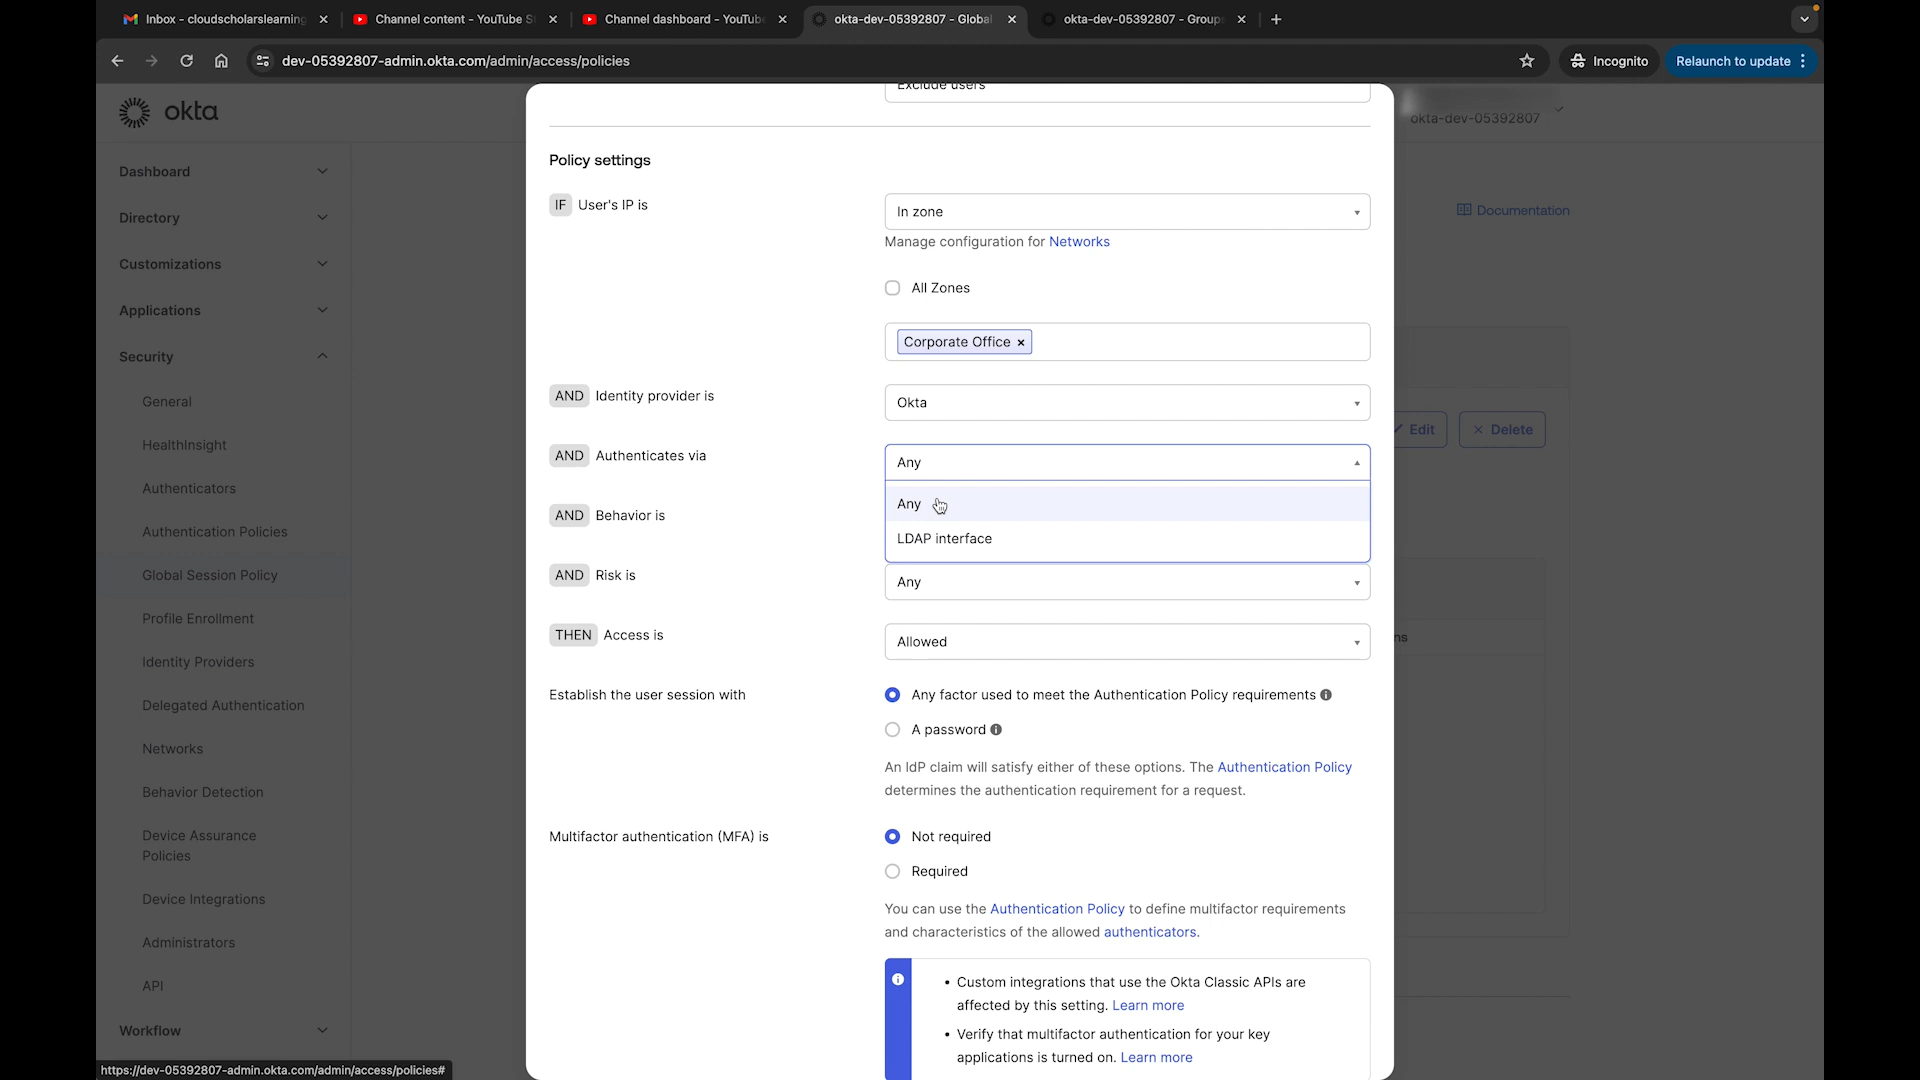 Inbox - cloudscholarslearning
Channel content - YouTube S
Channel dashboard - YouTube
okta-dev-05392807 - Global
okta-dev-05392807 - Groups
dev-05392807-admin.okta.com/admin/access/policies
Incognito
Relaunch to update
okta
okta-dev-05392807
Dashboard
Directory
Customizations
Applications
Security
General
HealthInsight
Authenticators
Authentication Policies
Global Session Policy
Profile Enrollment
Identity Providers
Delegated Authentication
Networks
Behavior Detection
Device Assurance
Policies
Device Integrations
Administrators
API
Workflow
https://dev-05392807-admin.okta.com/admin/access/policies#
Documentation
Edit
Delete
ns
Exclude users
Policy settings
IF User's IP is
In zone
Manage configuration for Networks
All Zones
Corporate Office ×
AND Identity provider is
Okta
AND Authenticates via
Any
Any
LDAP interface
AND Behavior is
AND Risk is
Any
THEN Access is
Allowed
Establish the user session with
Any factor used to meet the Authentication Policy requirements
A password
An IdP claim will satisfy either of these options. The Authentication Policy
determines the authentication requirement for a request.
Multifactor authentication (MFA) is
Not required
Required
You can use the Authentication Policy to define multifactor requirements
and characteristics of the allowed authenticators.
• Custom integrations that use the Okta Classic APIs are
affected by this setting. Learn more
• Verify that multifactor authentication for your key
applications is turned on. Learn more